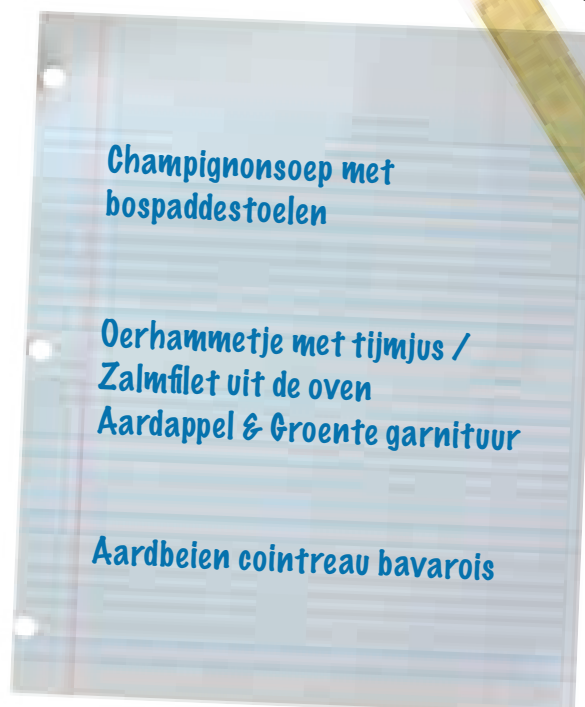 Champignonsoep met
bospaddestoelen
Oerhammetje met tijmjus /
Zalmfilet uit de oven
Aardappel & Groente garnituur
Aardbeien cointreau bavarois